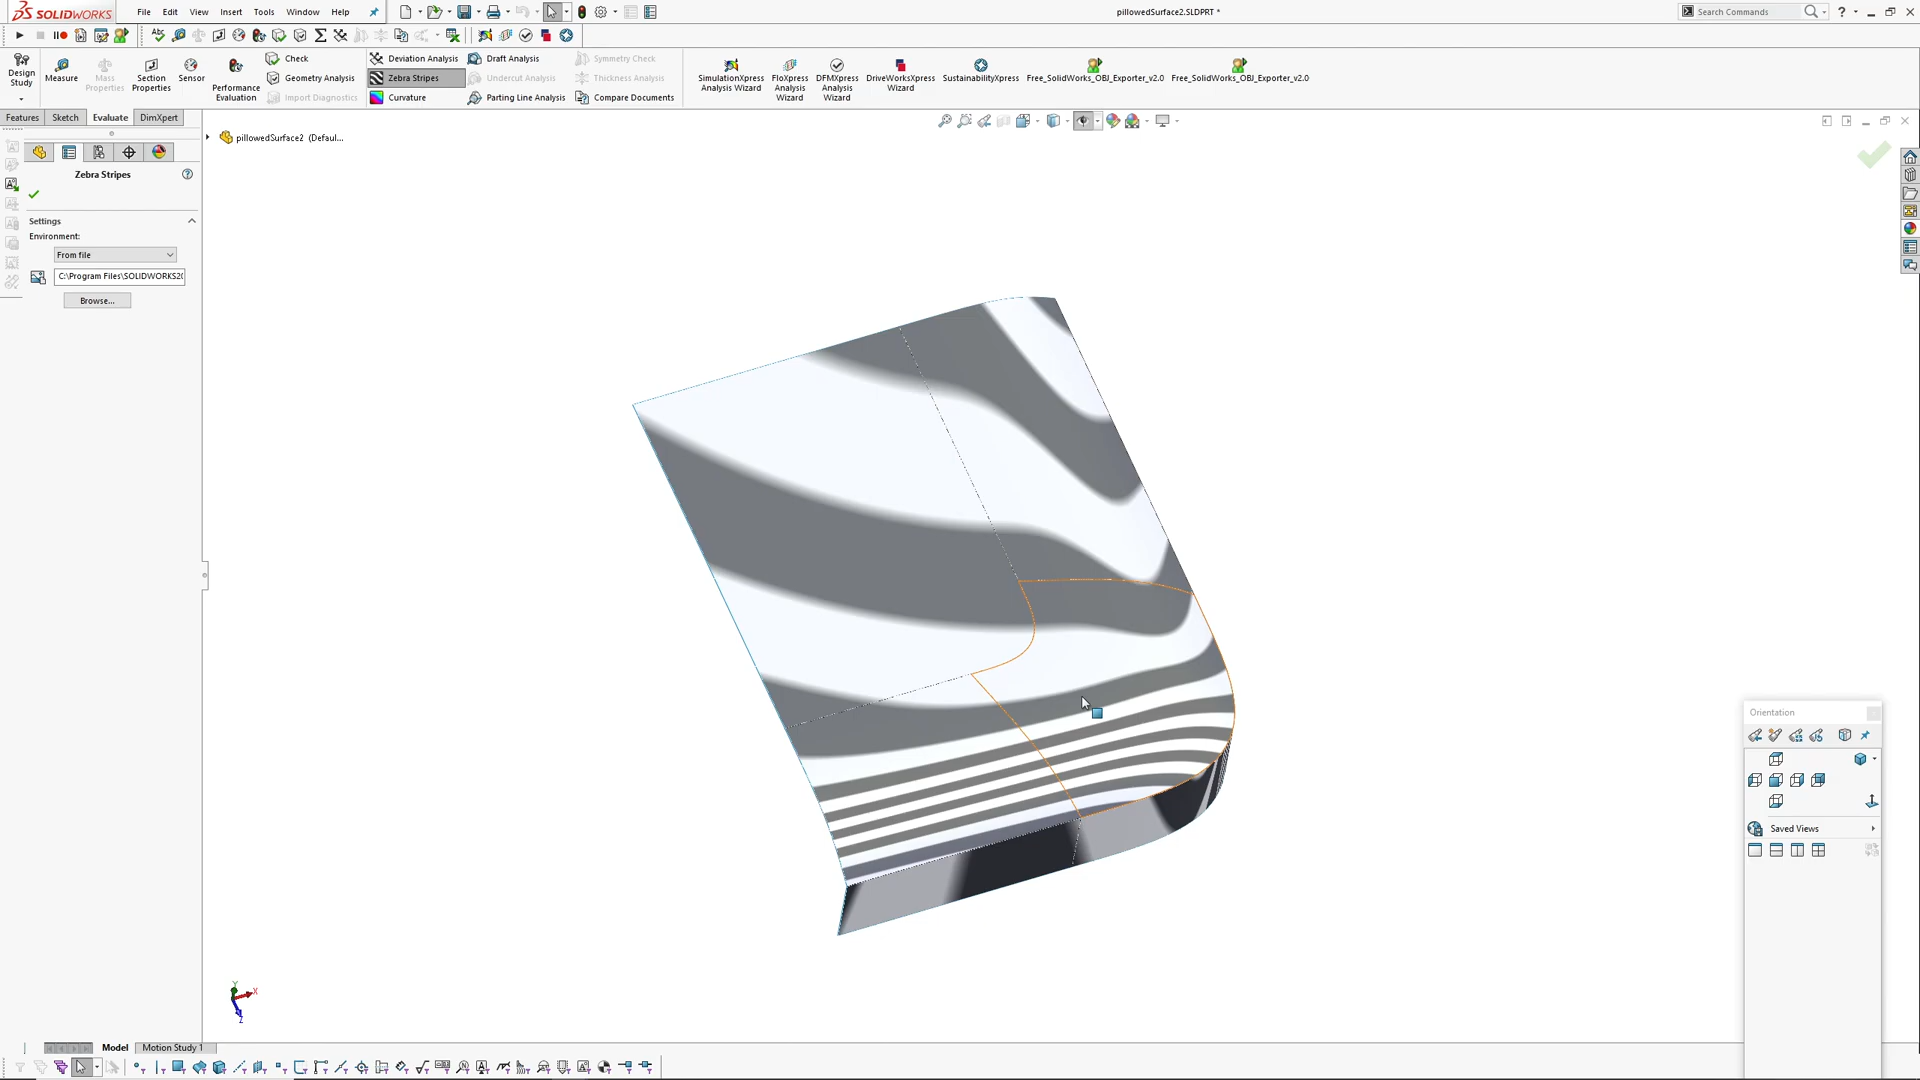 SOLIDWORKS
File Edit View Insert Tools Window Help
pillowedSurface2.SLDPRT *
Search Commands
Design Study
Measure
Mass Properties
Section Properties
Sensor
Performance Evaluation
Check
Geometry Analysis
Import Diagnostics
Deviation Analysis
Zebra Stripes
Curvature
Draft Analysis
Undercut Analysis
Parting Line Analysis
Symmetry Check
Thickness Analysis
Compare Documents
SimulationXpress Analysis Wizard
FloXpress Analysis Wizard
DFMXpress Analysis Wizard
DriveWorksXpress Wizard
SustainabilityXpress
Free_SolidWorks_OBJ_Exporter_v2.0
Free_SolidWorks_OBJ_Exporter_v2.0
Features Sketch Evaluate DimXpert
pillowedSurface2 (Defaul...
Zebra Stripes
Settings
Environment:
From file
C:\Program Files\SOLIDWORKS20
Browse...
Orientation
Saved Views
Y
X
Z
Model Motion Study 1